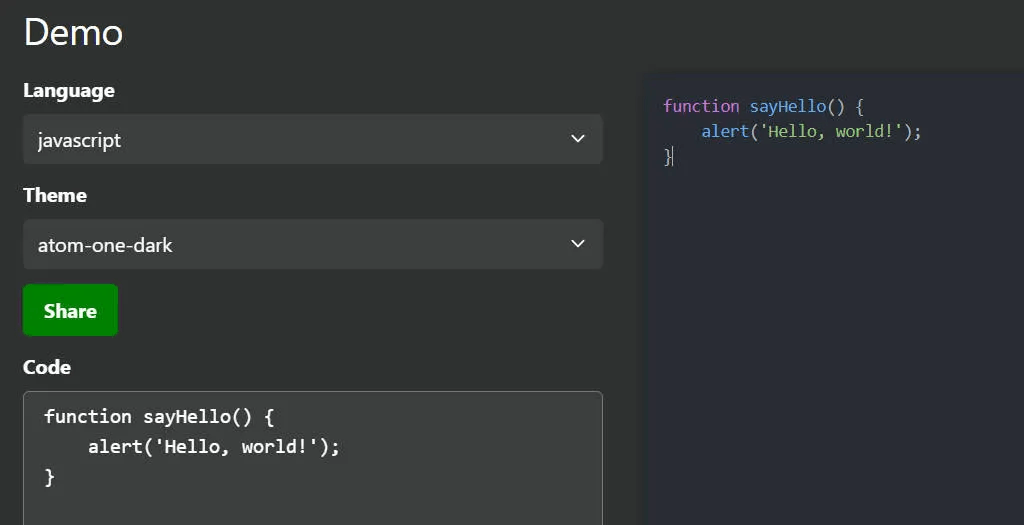 Demo
Language
javascript
Theme
atom-one-dark
Share
Code
function sayHello() {
    alert('Hello, world!');
}
function sayHello() {
    alert('Hello, world!');
}